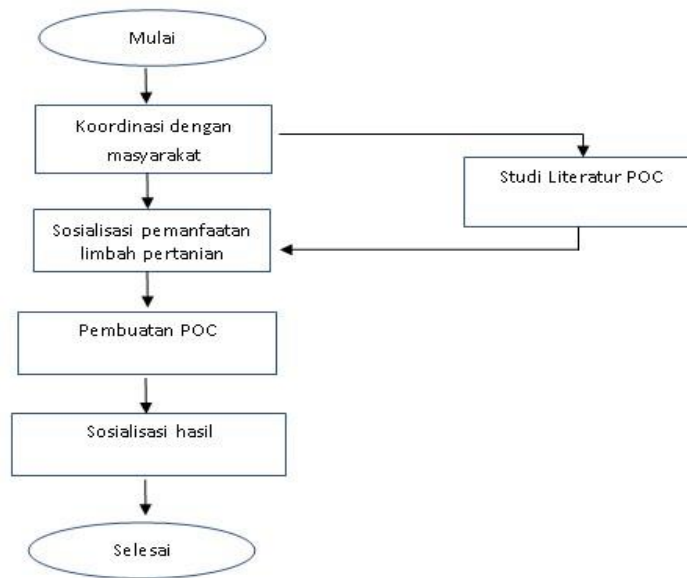 Mulai
Koordinasi dengan
masyarakat
Studi Literatur POC
Sosialisasi pemanfaatan
limbah pertanian
Pembuatan POC
Sosialisasi hasil
Selesai